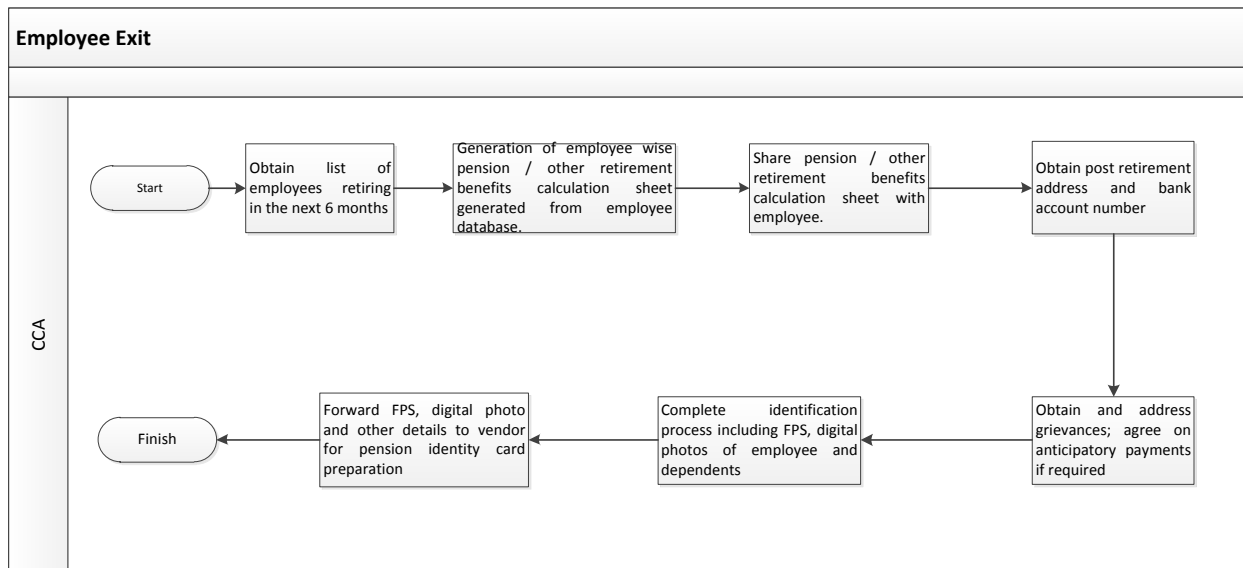 Employee Exit
CCA
Start
Obtain list of
employees retiring
in the next 6 months
Generation of employee wise
pension / other retirement
benefits calculation sheet
generated from employee
database.
Share pension / other
retirement benefits
calculation sheet with
employee.
Obtain post retirement
address and bank
account number
Obtain and address
grievances; agree on
anticipatory payments
if required
Complete identification
process including FPS, digital
photos of employee and
dependents
Forward FPS, digital photo
and other details to vendor
for pension identity card
preparation
Finish